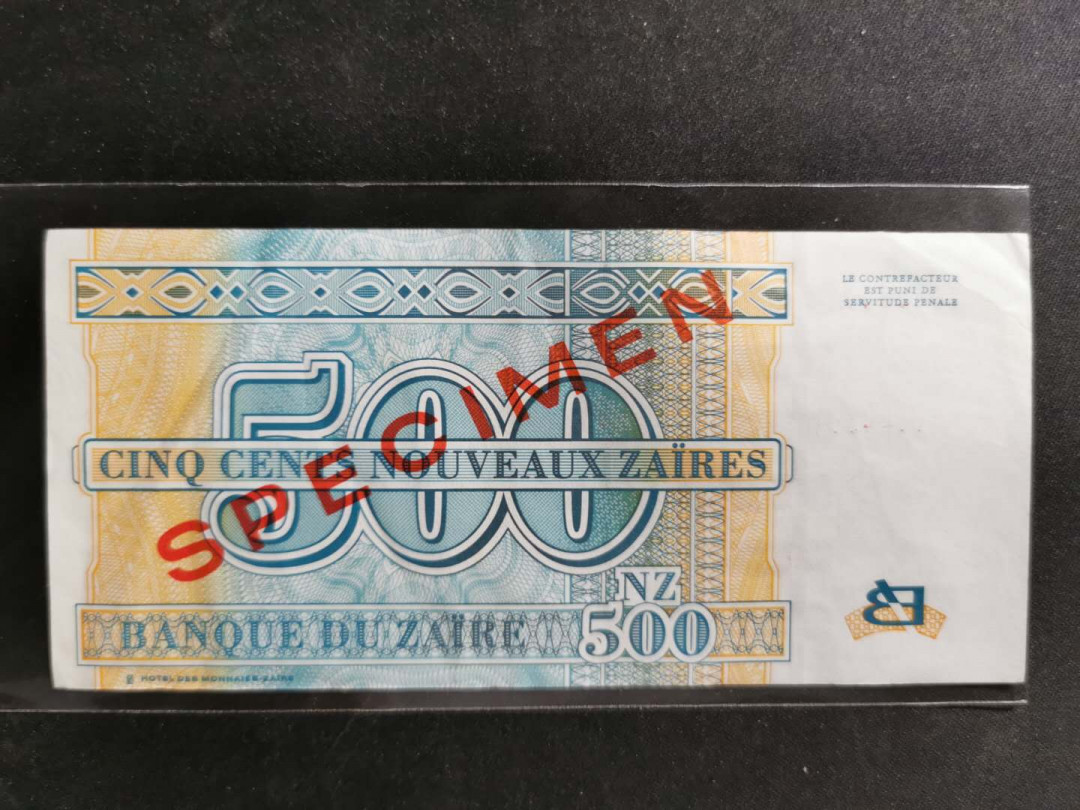 LE CONTREFACTEUR
EST PUNI DE
SERVITUDE PENALE
500
CINQ CENTS NOUVEAUX ZAÏRES
SPECIMEN
NZ
500
BANQUE DU ZAÏRE
HOTEL DES MONNAIES-ZAIRE